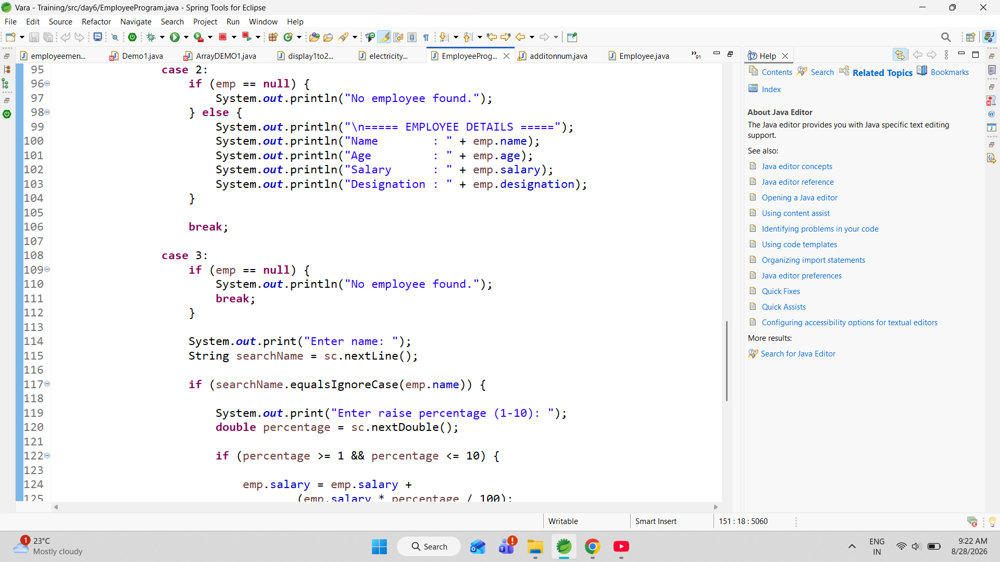 Vara - Training/src/day6/EmployeeProgram.java - Spring Tools for Eclipse
File Edit Source Refactor Navigate Search Project Run Window Help
employeemen... Demo1.java ArrayDEMO1.java display1to2... electricity... EmployeeProg... additonnum.java Employee.java »91
95 case 2:
96 if (emp == null) {
97 System.out.println("No employee found.");
98 } else {
99 System.out.println("\n===== EMPLOYEE DETAILS =====");
100 System.out.println("Name        : " + emp.name);
101 System.out.println("Age         : " + emp.age);
102 System.out.println("Salary      : " + emp.salary);
103 System.out.println("Designation : " + emp.designation);
104 }
105
106 break;
107
108 case 3:
109 if (emp == null) {
110 System.out.println("No employee found.");
111 break;
112 }
113
114 System.out.print("Enter name: ");
115 String searchName = sc.nextLine();
116
117 if (searchName.equalsIgnoreCase(emp.name)) {
118
119 System.out.print("Enter raise percentage (1-10): ");
120 double percentage = sc.nextDouble();
121
122 if (percentage >= 1 && percentage <= 10) {
123
124 emp.salary = emp.salary +
125 (emp.salary * percentage / 100);
Help
Contents Search Related Topics Bookmarks
Index
About Java Editor
The Java editor provides you with Java specific text editing
support.
See also:
Java editor concepts
Java editor reference
Opening a Java editor
Using content assist
Identifying problems in your code
Using code templates
Organizing import statements
Java editor preferences
Quick Fixes
Quick Assists
Configuring accessibility options for textual editors
More results:
Search for Java Editor
Writable Smart Insert 151 : 18 : 5060
1 23°C
Mostly cloudy
Search
ENG
IN
9:22 AM
8/28/2026